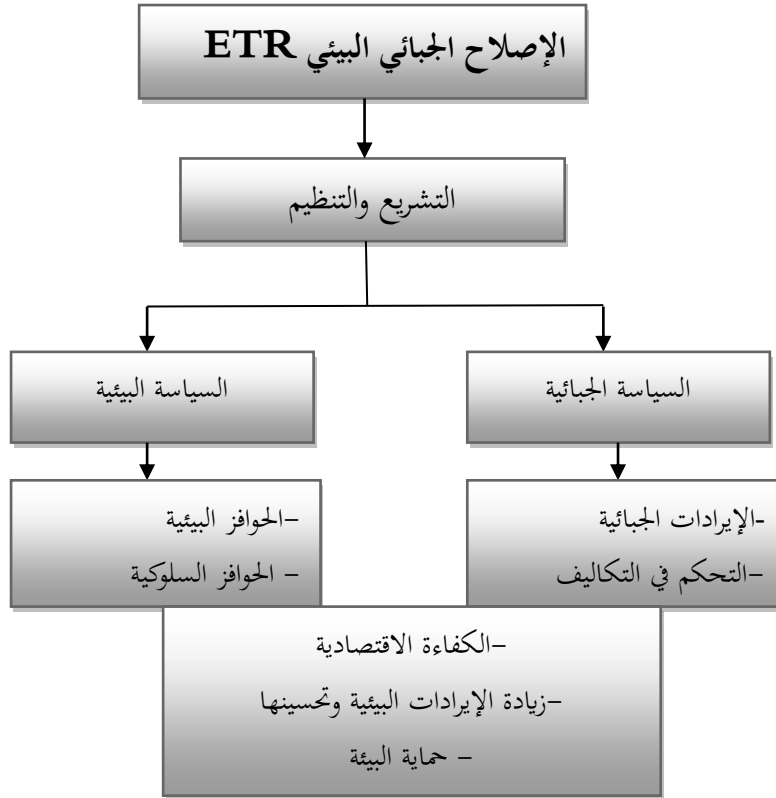 الإصلاح الجبائي البيئي ETR
التشريع والتنظيم
السياسة الجبائية
السياسة البيئية
-الإيرادات الجبائية
–التحكم في التكاليف
–الحوافز البيئية
– الحوافز السلوكية
–الكفاءة الاقتصادية
–زيادة الإيرادات البيئية وتحسينها
– حماية البيئة